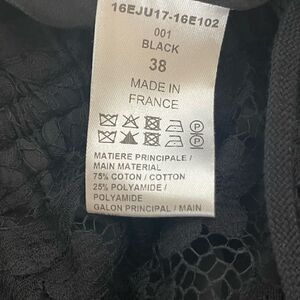 16EJU17-16E102
001
BLACK
38
MADE IN
FRANCE
P
P
MATIERE PRINCIPALE /
MAIN MATERIAL
75% COTON / COTTON
25% POLYAMIDE /
POLYAMIDE
GALON PRINCIPAL / MAIN